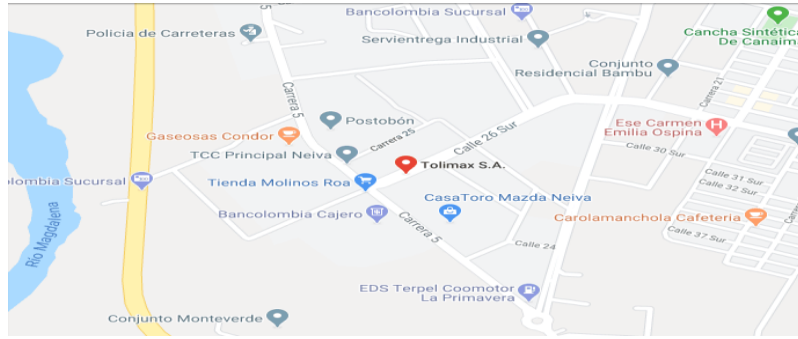 Bancolombia Sucursal
Policia de Carreteras
Servientrega Industrial
Cancha Sintética
De Canaim
Conjunto
Residencial Bambu
Carrera 5
Carrera 21
Postobón
Gaseosas Condor
Carrera 25
Calle 26 Sur
Ese Carmen
Emilia Ospina
TCC Principal Neiva
Calle 30 Sur
Tolimax S.A.
olombia Sucursal
Tienda Molinos Roa
Calle 31 Sur
Calle 32 Sur
CasaToro Mazda Neiva
Bancolombia Cajero
Carolamanchola Cafeteria
Carrera 5
Carrera
Río Magdalena
Calle 37 Sur
Calle 24
EDS Terpel Coomotor
La Primavera
Conjunto Monteverde